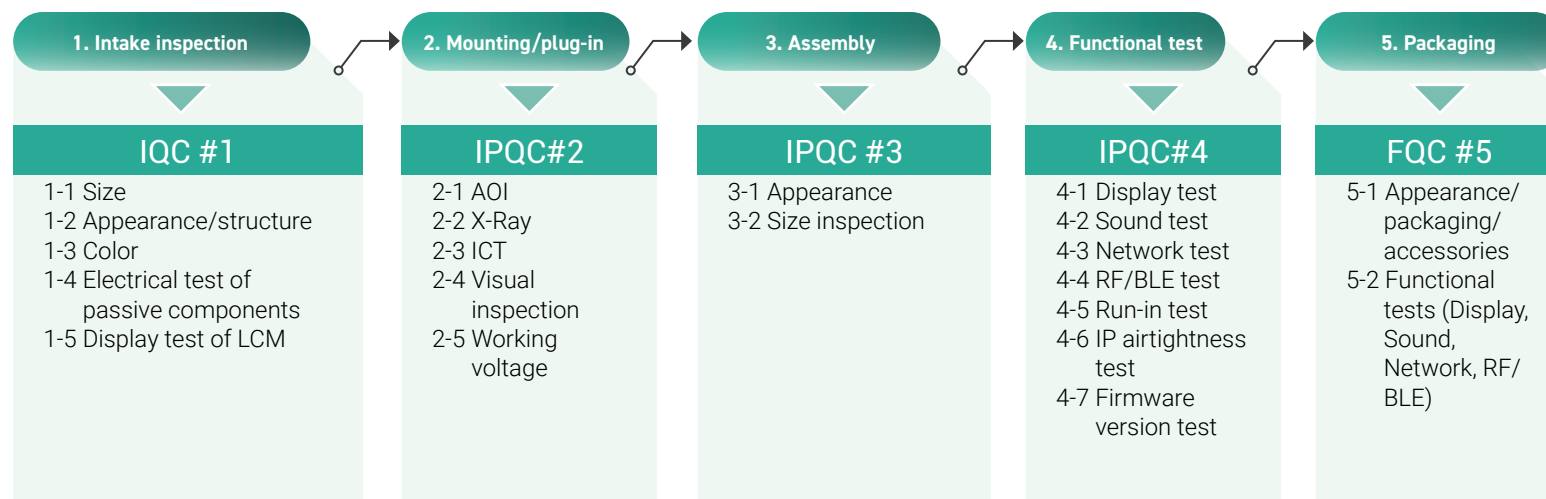 1. Intake inspection
IQC #1
1-1 Size
1-2 Appearance/structure
1-3 Color
1-4 Electrical test of
passive components
1-5 Display test of LCM
2. Mounting/plug-in
IPQC#2
2-1 AOI
2-2 X-Ray
2-3 ICT
2-4 Visual
inspection
2-5 Working
voltage
3. Assembly
IPQC #3
3-1 Appearance
3-2 Size inspection
4. Functional test
IPQC#4
4-1 Display test
4-2 Sound test
4-3 Network test
4-4 RF/BLE test
4-5 Run-in test
4-6 IP airtightness
test
4-7 Firmware
version test
5. Packaging
FQC #5
5-1 Appearance/
packaging/
accessories
5-2 Functional
tests (Display,
Sound,
Network, RF/
BLE)